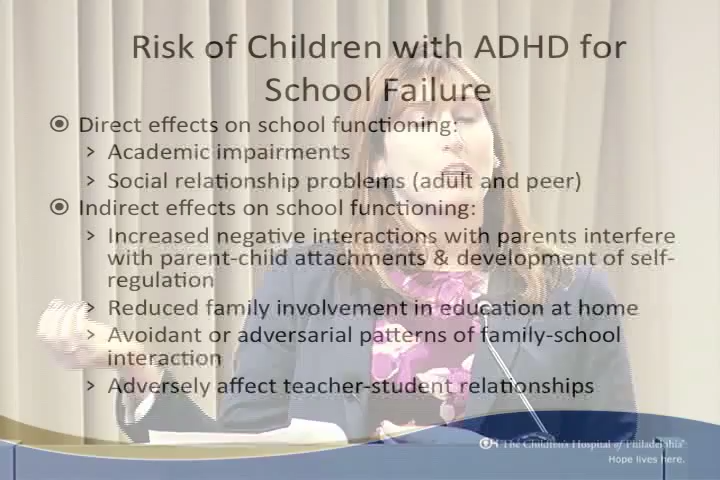 Risk of Children with ADHD for
School Failure
Direct effects on school functioning:
> Academic impairments
> Social relationship problems (adult and peer)
Indirect effects on school functioning:
> Increased negative interactions with parents interfere
with parent-child attachments & development of self-
regulation
> Reduced family involvement in education at home
> Avoidant or adversarial patterns of family-school
interaction
> Adversely affect teacher-student relationships
The Children's Hospital of Philadelphia
Hope lives here.